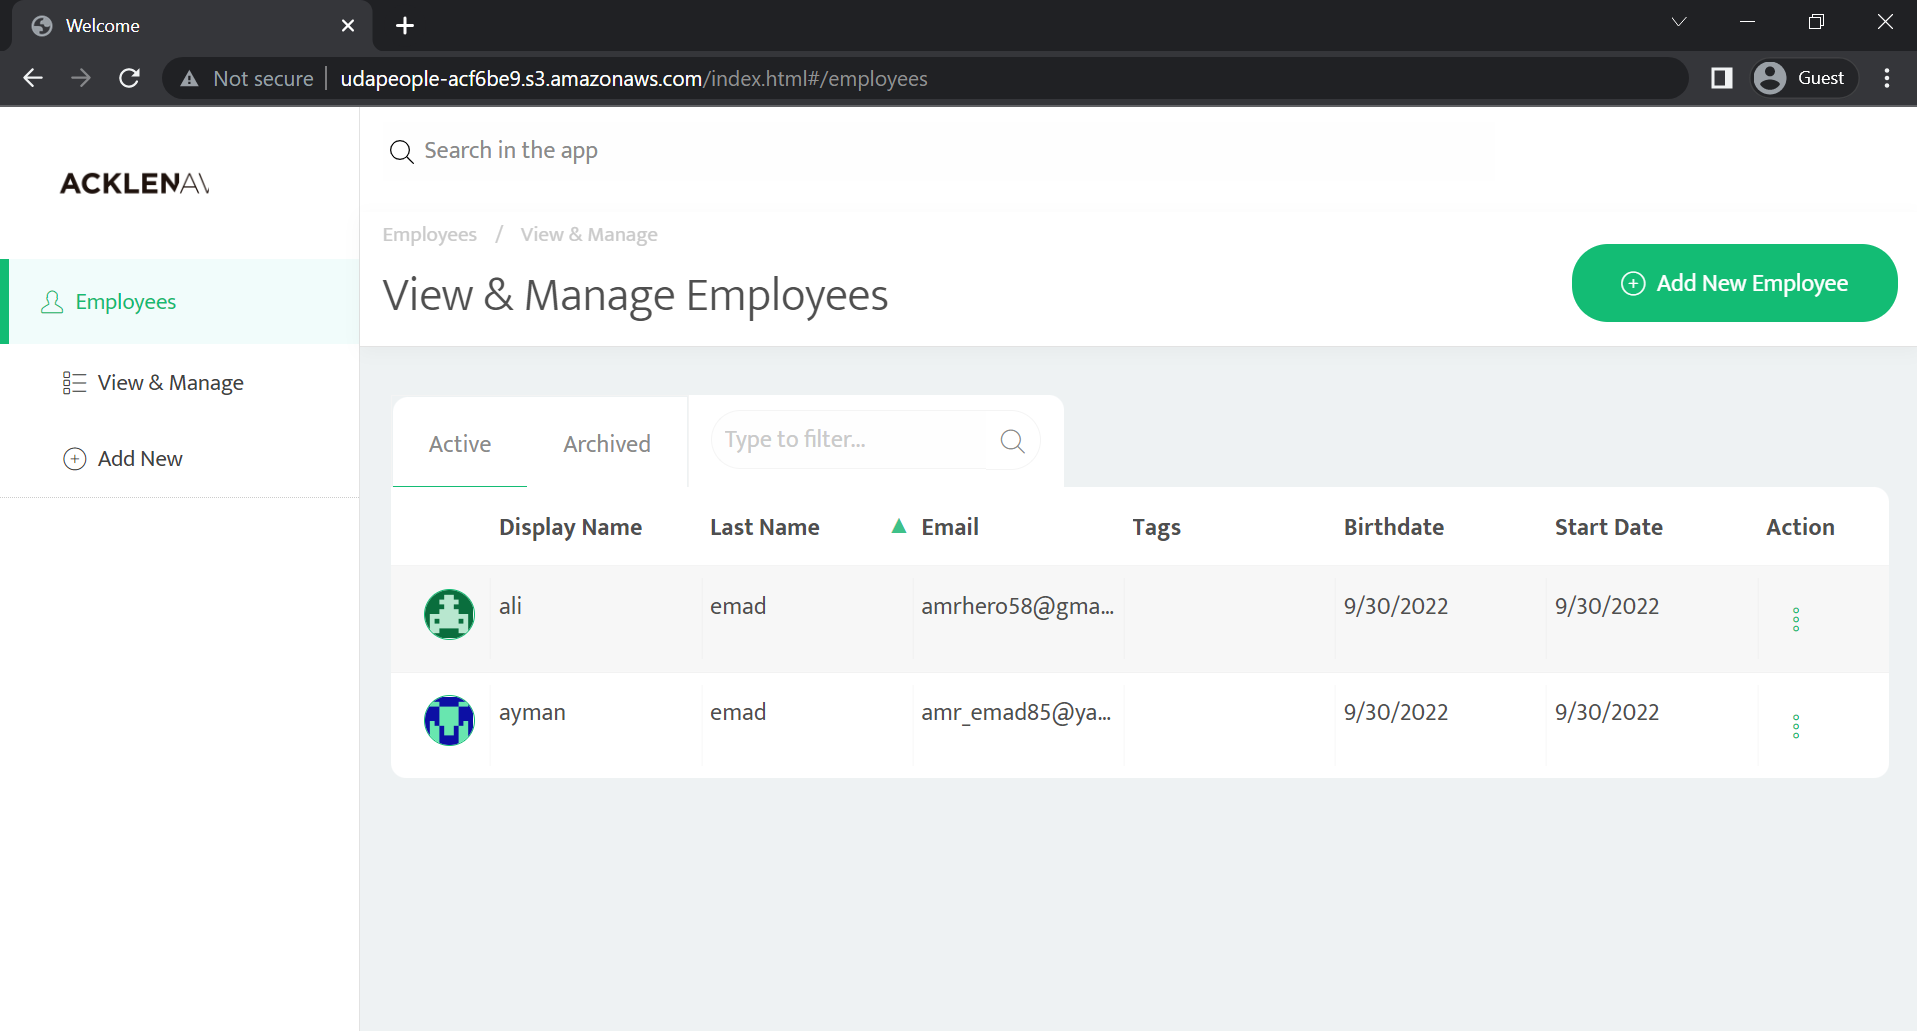 Welcome
Not secure udapeople-acf6be9.s3.amazonaws.com/index.html#/employees Guest
ACKLENAV
Search in the app
Employees / View & Manage
View & Manage Employees
Add New Employee
Employees
View & Manage
Add New
Active Archived Type to filter...
Display Name Last Name Email Tags Birthdate Start Date Action
ali emad amrhero58@gma... 9/30/2022 9/30/2022
ayman emad amr_emad85@ya... 9/30/2022 9/30/2022